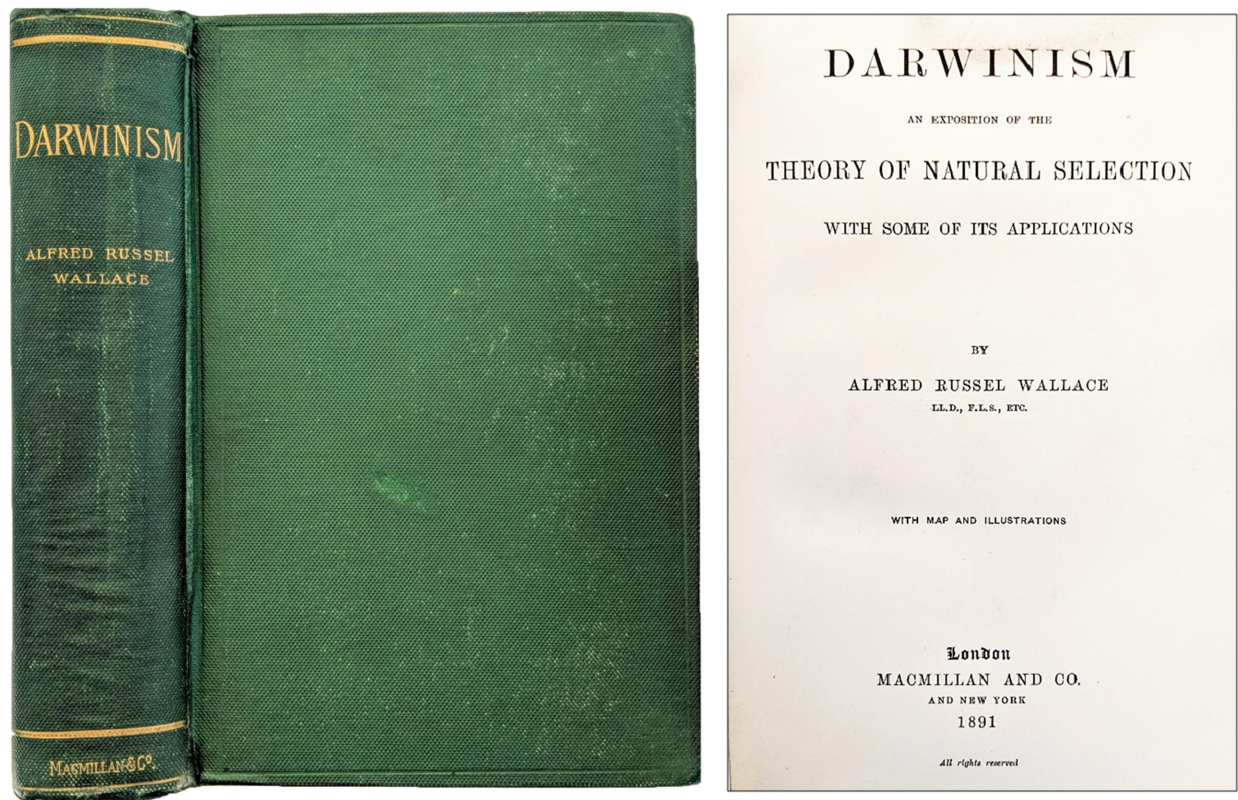 DARWINISM
ALFRED RUSSEL
WALLACE
MACMILLAN & Co.
DARWINISM
AN EXPOSITION OF THE
THEORY OF NATURAL SELECTION
WITH SOME OF ITS APPLICATIONS
BY
ALFRED RUSSEL WALLACE
LL.D., F.L.S., ETC.
WITH MAP AND ILLUSTRATIONS
London
MACMILLAN AND CO.
AND NEW YORK
1891
All rights reserved